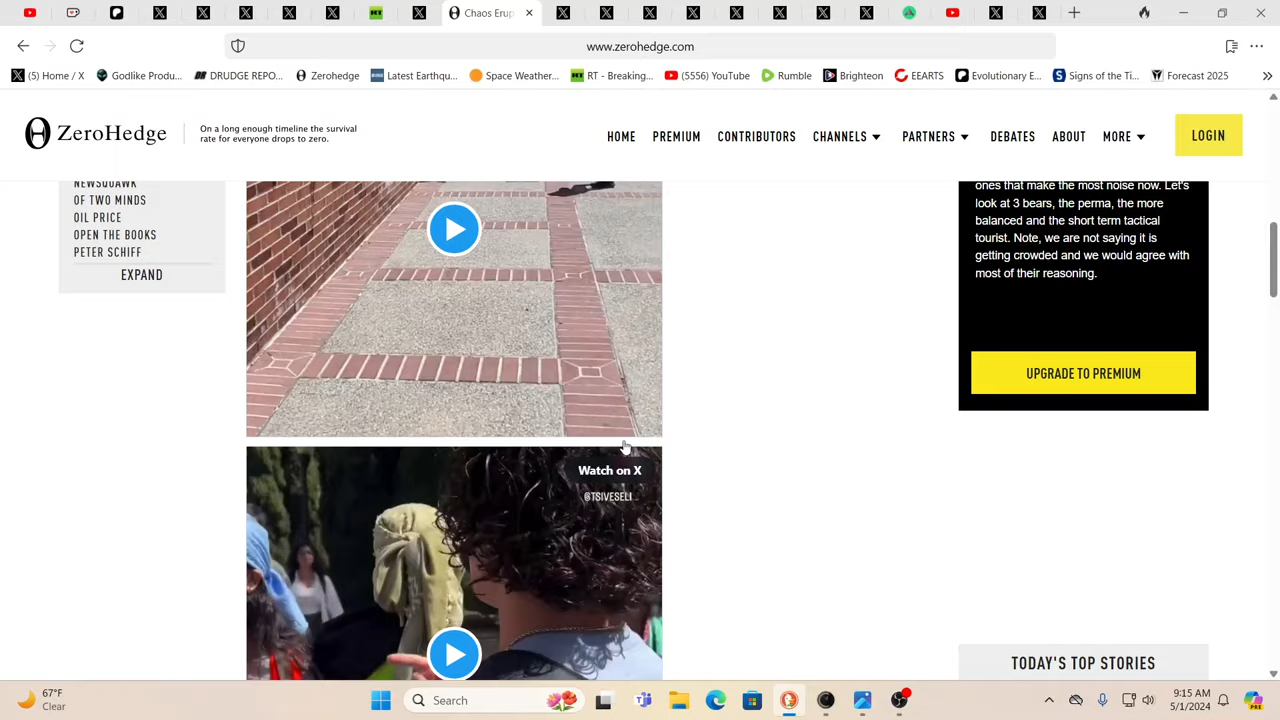 Chaos Erup
www.zerohedge.com
(5) Home / X
Godlike Produ...
DRUDGE REPO...
Zerohedge
Latest Earthqu...
Space Weather...
RT - Breaking...
(5556) YouTube
Rumble
Brighteon
EEARTS
Evolutionary E...
Signs of the Ti...
Forecast 2025
ZeroHedge
On a long enough timeline the survival
rate for everyone drops to zero.
HOME
PREMIUM
CONTRIBUTORS
CHANNELS
PARTNERS
DEBATES
ABOUT
MORE
LOGIN
NEWSQUAWK
OF TWO MINDS
OIL PRICE
OPEN THE BOOKS
PETER SCHIFF
EXPAND
Watch on X
@TSIVESELI
ones that make the most noise now. Let's
look at 3 bears, the perma, the more
balanced and the short term tactical
tourist. Note, we are not saying it is
getting crowded and we would agree with
most of their reasoning.
UPGRADE TO PREMIUM
TODAY'S TOP STORIES
67°F
Clear
Search
9:15 AM
5/1/2024